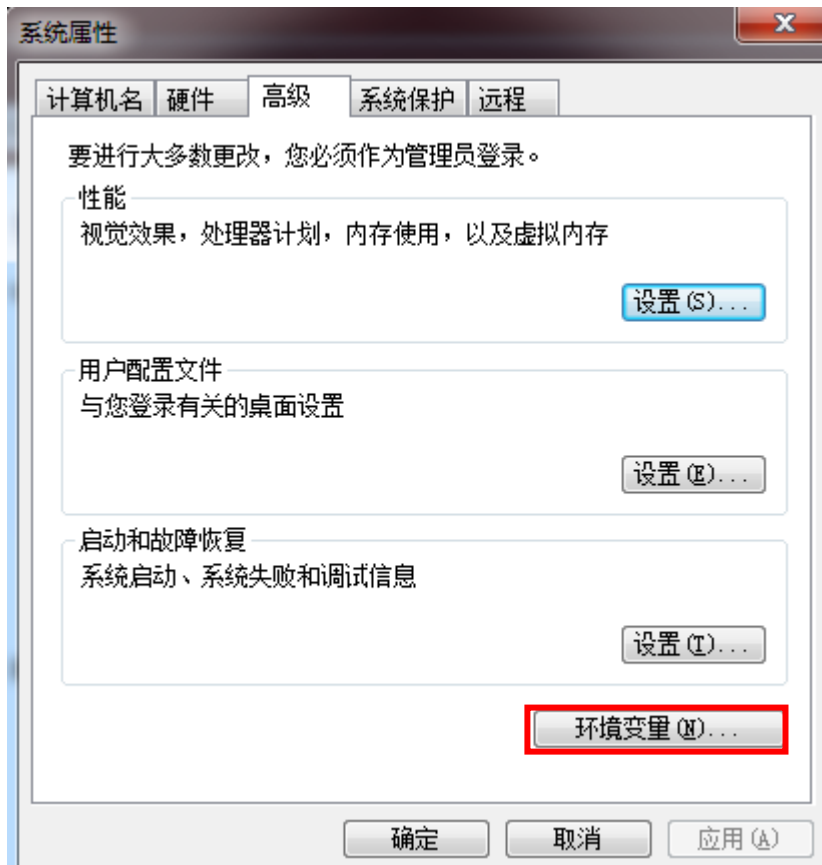 系统属性
计算机名 硬件 高级 系统保护 远程
要进行大多数更改，您必须作为管理员登录。
性能
视觉效果，处理器计划，内存使用，以及虚拟内存
设置(S)...
用户配置文件
与您登录有关的桌面设置
设置(E)...
启动和故障恢复
系统启动、系统失败和调试信息
设置(T)...
环境变量(N)...
确定 取消 应用(A)